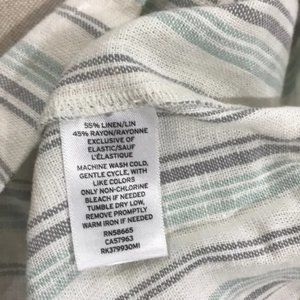 55% LINEN/LIN
45% RAYON/RAYONNE
EXCLUSIVE OF
ELASTIC/SAUF
L'ÉLASTIQUE
MACHINE WASH COLD,
GENTLE CYCLE, WITH
LIKE COLORS
ONLY NON-CHLORINE
BLEACH IF NEEDED
TUMBLE DRY LOW,
REMOVE PROMPTLY
WARM IRON IF NEEDED
RN58665
CA57963
RK379930MI